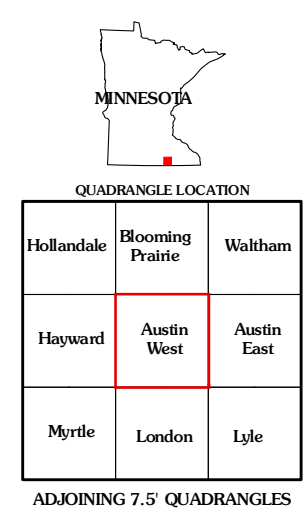 MINNESOTA
QUADRANGLE LOCATION
Hollandale
Blooming
Prairie
Waltham
Hayward
Austin
West
Austin
East
Myrtle
London
Lyle
ADJOINING 7.5' QUADRANGLES